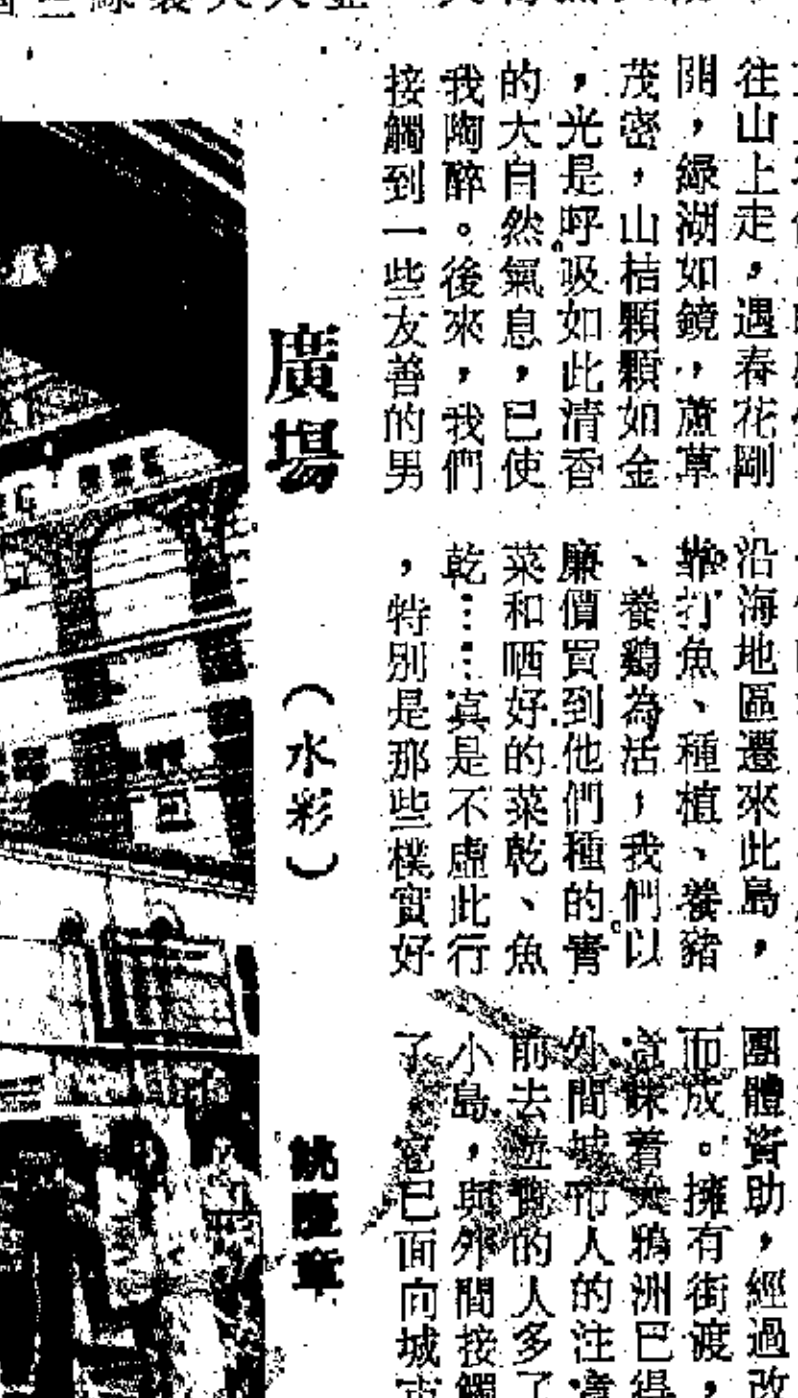 往山上走，遇春花剛
開，綠湖如鏡，蘆草
茂密，山桔顆顆如金
，光是呼吸如此清香
的大自然氣息，已使
我陶醉。後來，我們
接觸到一些友善的男
沿海地區遷來此島，
靠打魚、種植、養豬
、養鷄為活，我們以
廉價買到他們種的青
菜和晒好的菜乾、魚
乾……真是不虛此行
，特別是那些樸實好
團體資助，經過改
而成。擁有街渡，
意味着大鴉洲已得
外間城市人的注意
前去遊覽的人多了
小島，與外間接觸
了，它已面向城市
廣場
（水彩）